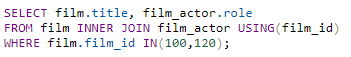 SELECT film.title, film_actor.role
FROM film INNER JOIN film_actor USING(film_id)
WHERE film.film_id IN(100,120);